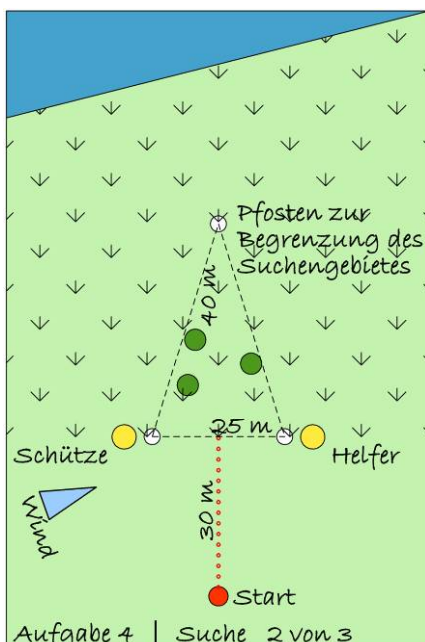 Pfosten zur
Begrenzung des
Suchengebietes
40 m
25 m
Schütze
Helfer
Wind
30 m
Start
Aufgabe 4 | Suche 2 von 3